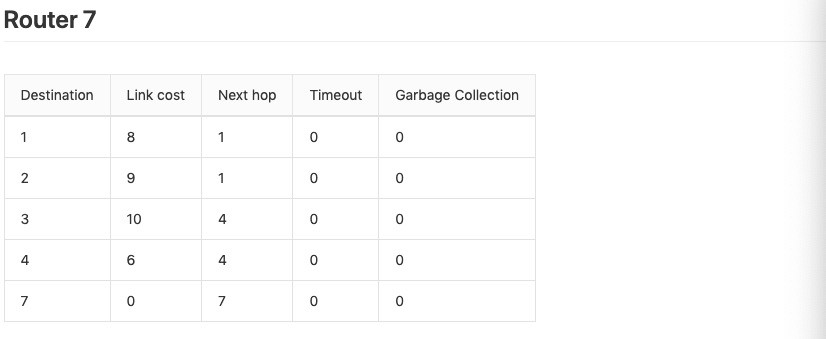 Router 7
Destination Link cost Next hop Timeout Garbage Collection
1 8 1 0 0
2 9 1 0 0
3 10 4 0 0
4 6 4 0 0
7 0 7 0 0